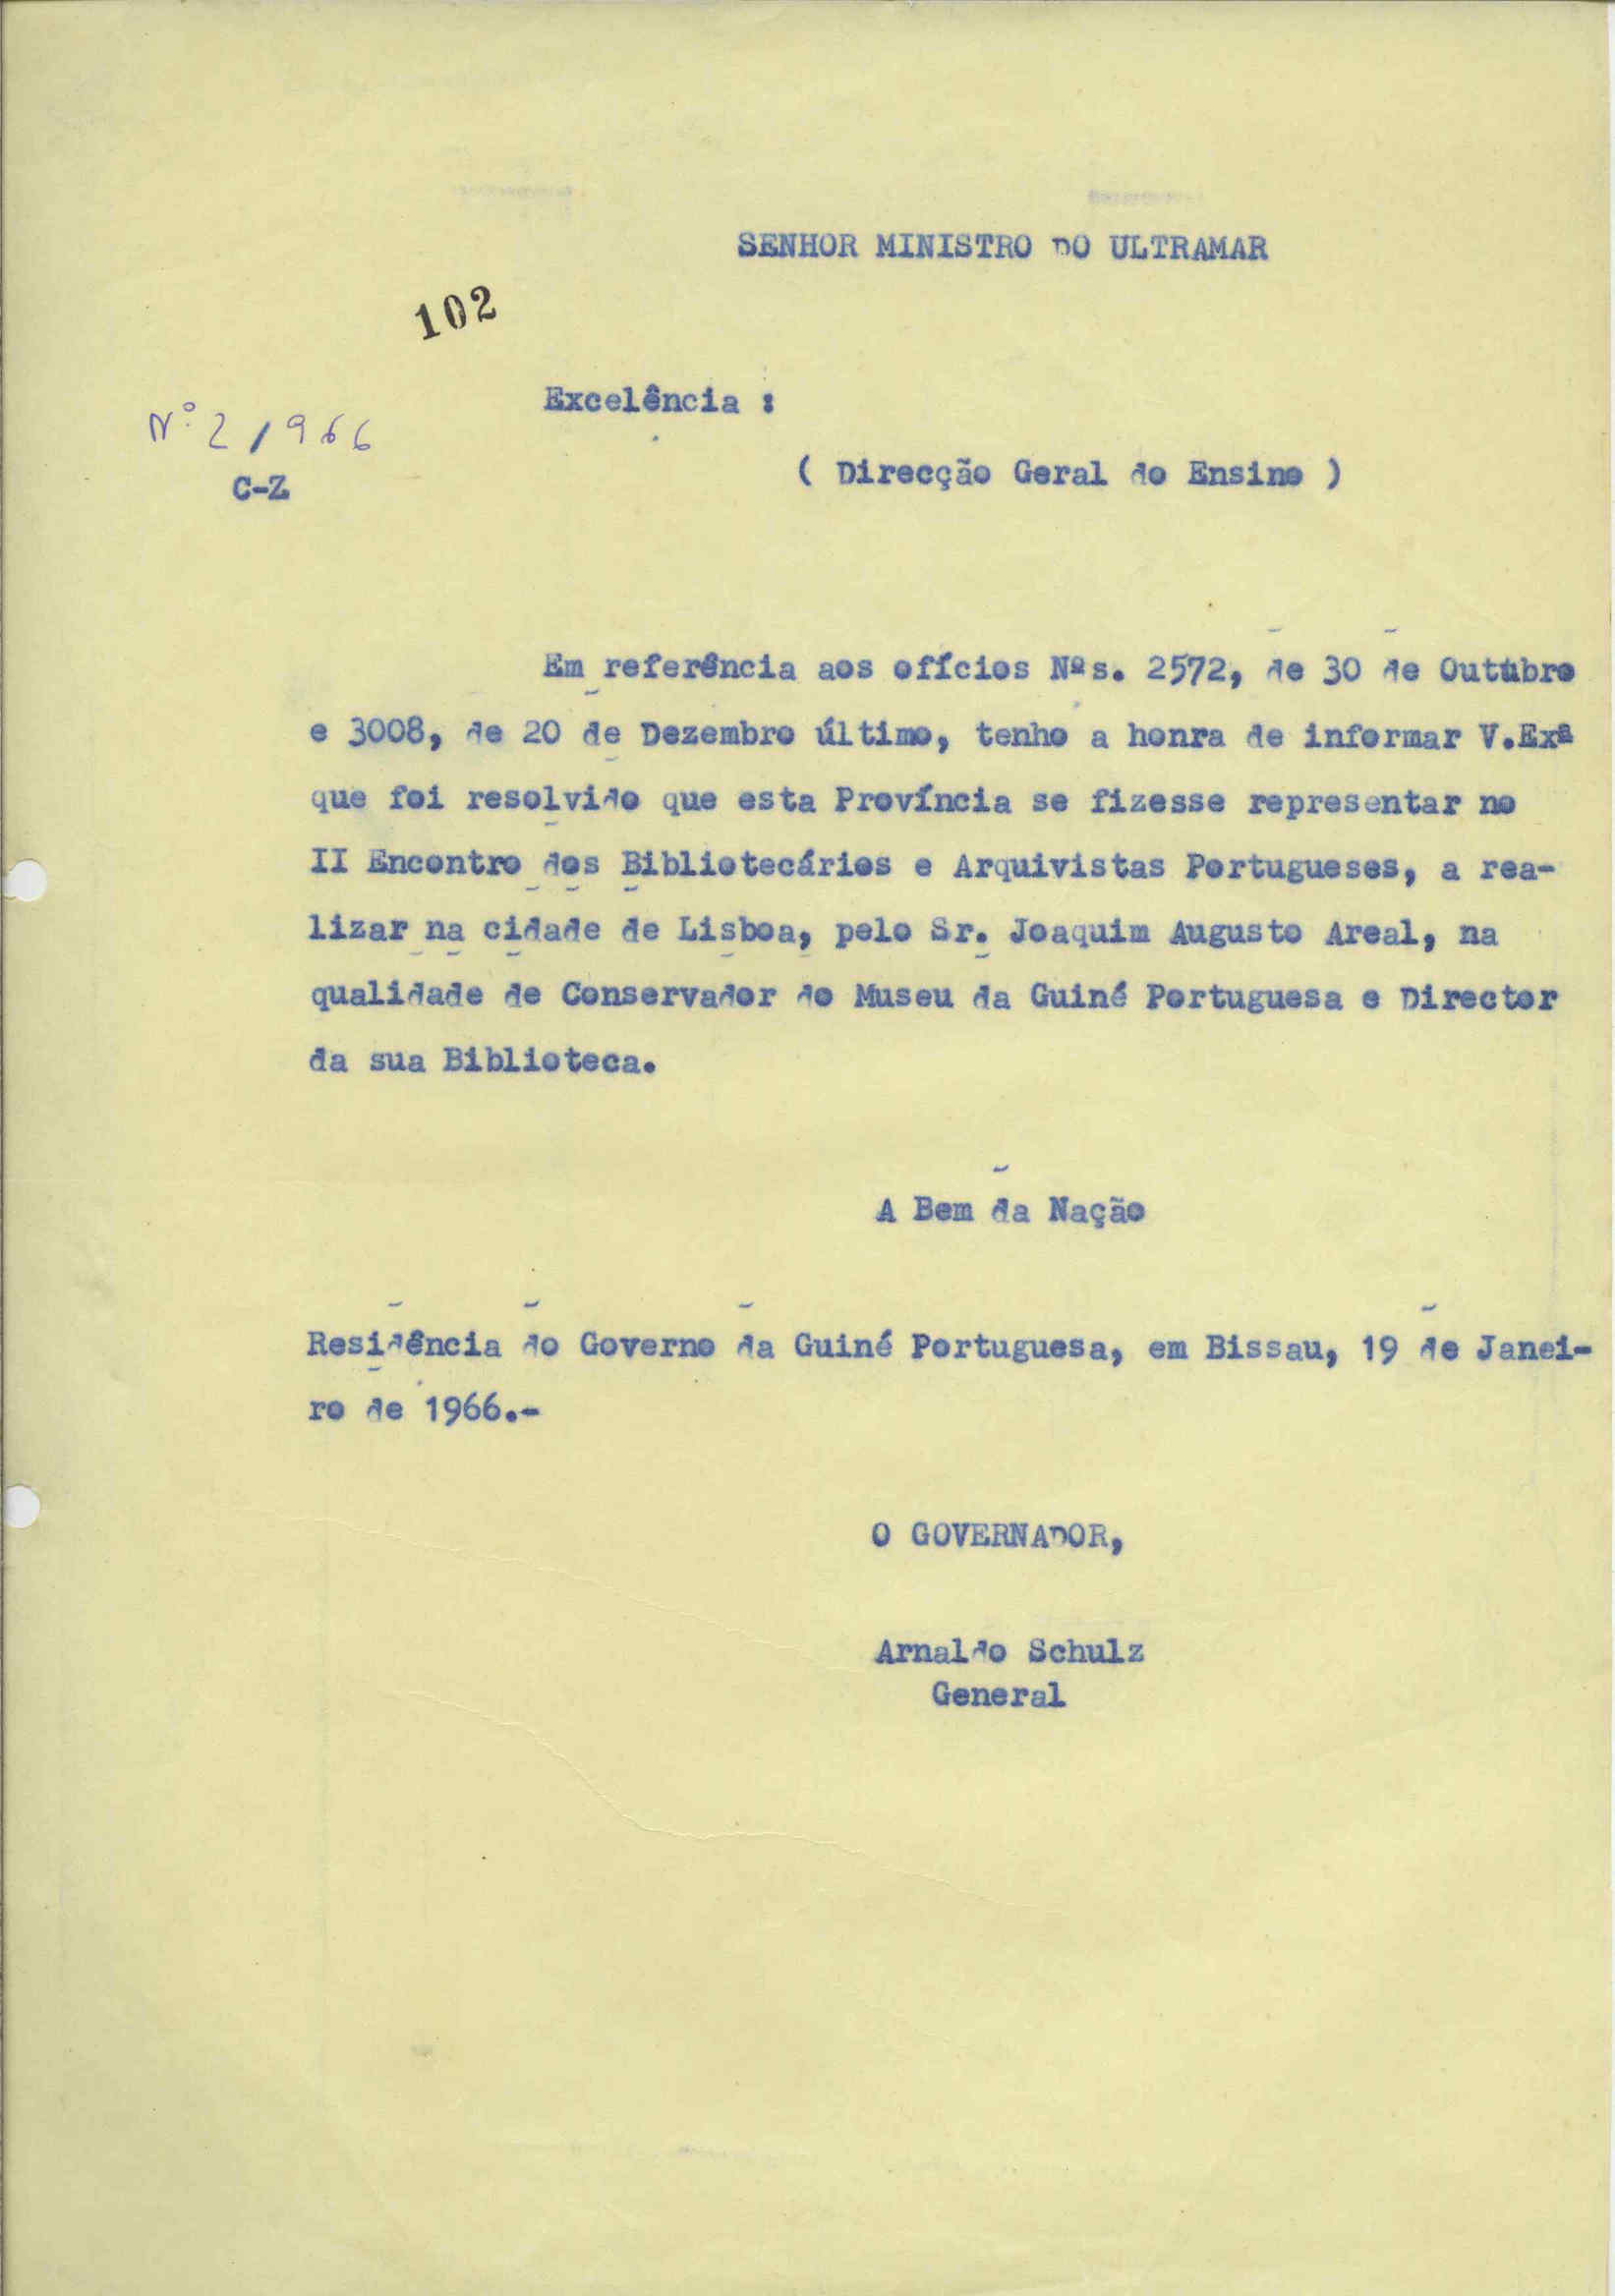 SENHOR MINISTRO DO ULTRAMAR
102
Excelência :
Nº 2/966
( Direcção Geral do Ensino )
C-Z
Em referência aos ofícios Nºs. 2572, de 30 de Outubro
e 3008, de 20 de Dezembro último, tenho a honra de informar V.Exª
que foi resolvido que esta Província se fizesse representar no
II Encontro dos Bibliotecários e Arquivistas Portugueses, a rea-
lizar na cidade de Lisboa, pelo Sr. Joaquim Augusto Areal, na
qualidade de Conservador do Museu da Guiné Portuguesa e Director
da sua Biblioteca.
A Bem da Nação
Residência do Governo da Guiné Portuguesa, em Bissau, 19 de Janei-
ro de 1966.-
O GOVERNADOR,
Arnaldo Schulz
General